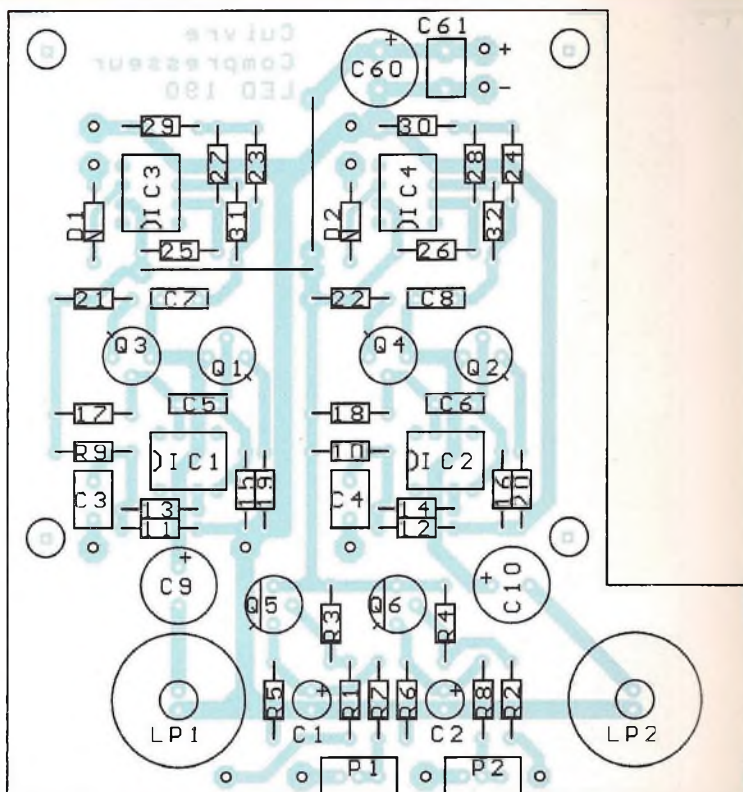 Cuivre
Compresseur
LED 190
C61
+
C60
+
-
29
30
27
23
28
24
IC3
IC4
D1
31
D2
32
25
26
21
C7
22
C8
Q3
Q1
Q4
Q2
C5
C6
17
18
R9
10
IC1
IC2
15
19
16
20
C3
C4
13
14
11
12
+
C9
+
C10
Q5
Q6
R3
R4
R5
+
R1
R7
R6
+
R8
R2
C1
C2
LP1
LP2
P1
P2